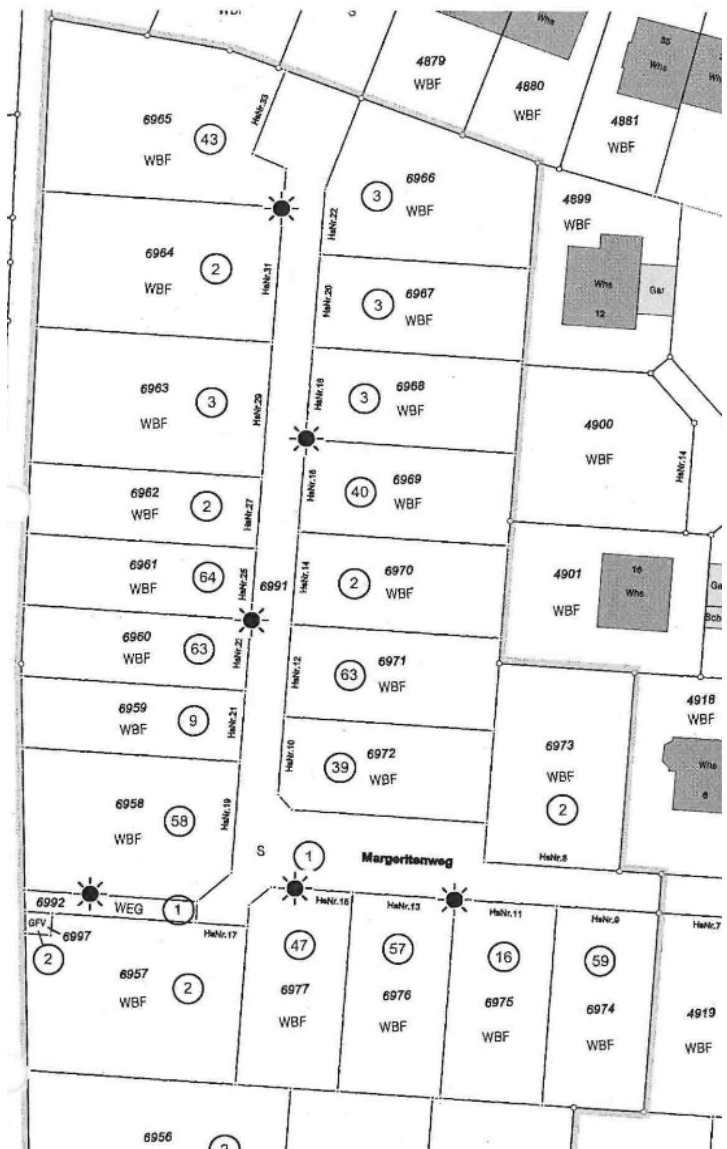 WBF
S
4879
WBF
Whs
35
Whs
4880
WBF
4881
WBF
HsNr.33
6965
43
WBF
6966
3
WBF
HsNr.22
4899
WBF
Whs
12
Gar
6964
2
WBF
HsNr.31
HsNr.20
3
6967
WBF
6963
3
WBF
HsNr.29
HsNr.18
3
6968
WBF
4900
WBF
HsNr.14
6962
2
WBF
HsNr.27
HsNr.16
40
6969
WBF
6961
64
WBF
HsNr.25
6991
HsNr.14
2
6970
WBF
4901
WBF
16
Whs
6960
63
WBF
HsNr.23
HsNr.12
63
6971
WBF
6959
9
WBF
HsNr.21
HsNr.10
39
6972
WBF
6973
WBF
2
HsNr.8
4918
WBF
Whs
6
6958
58
WBF
HsNr.19
S
1
Margeritenweg
6992
WEG
1
GFV
6997
2
HsNr.17
HsNr.15
HsNr.13
HsNr.11
HsNr.9
HsNr.7
6957
2
WBF
47
6977
WBF
57
6976
WBF
16
6975
WBF
59
6974
WBF
4919
WBF
6956